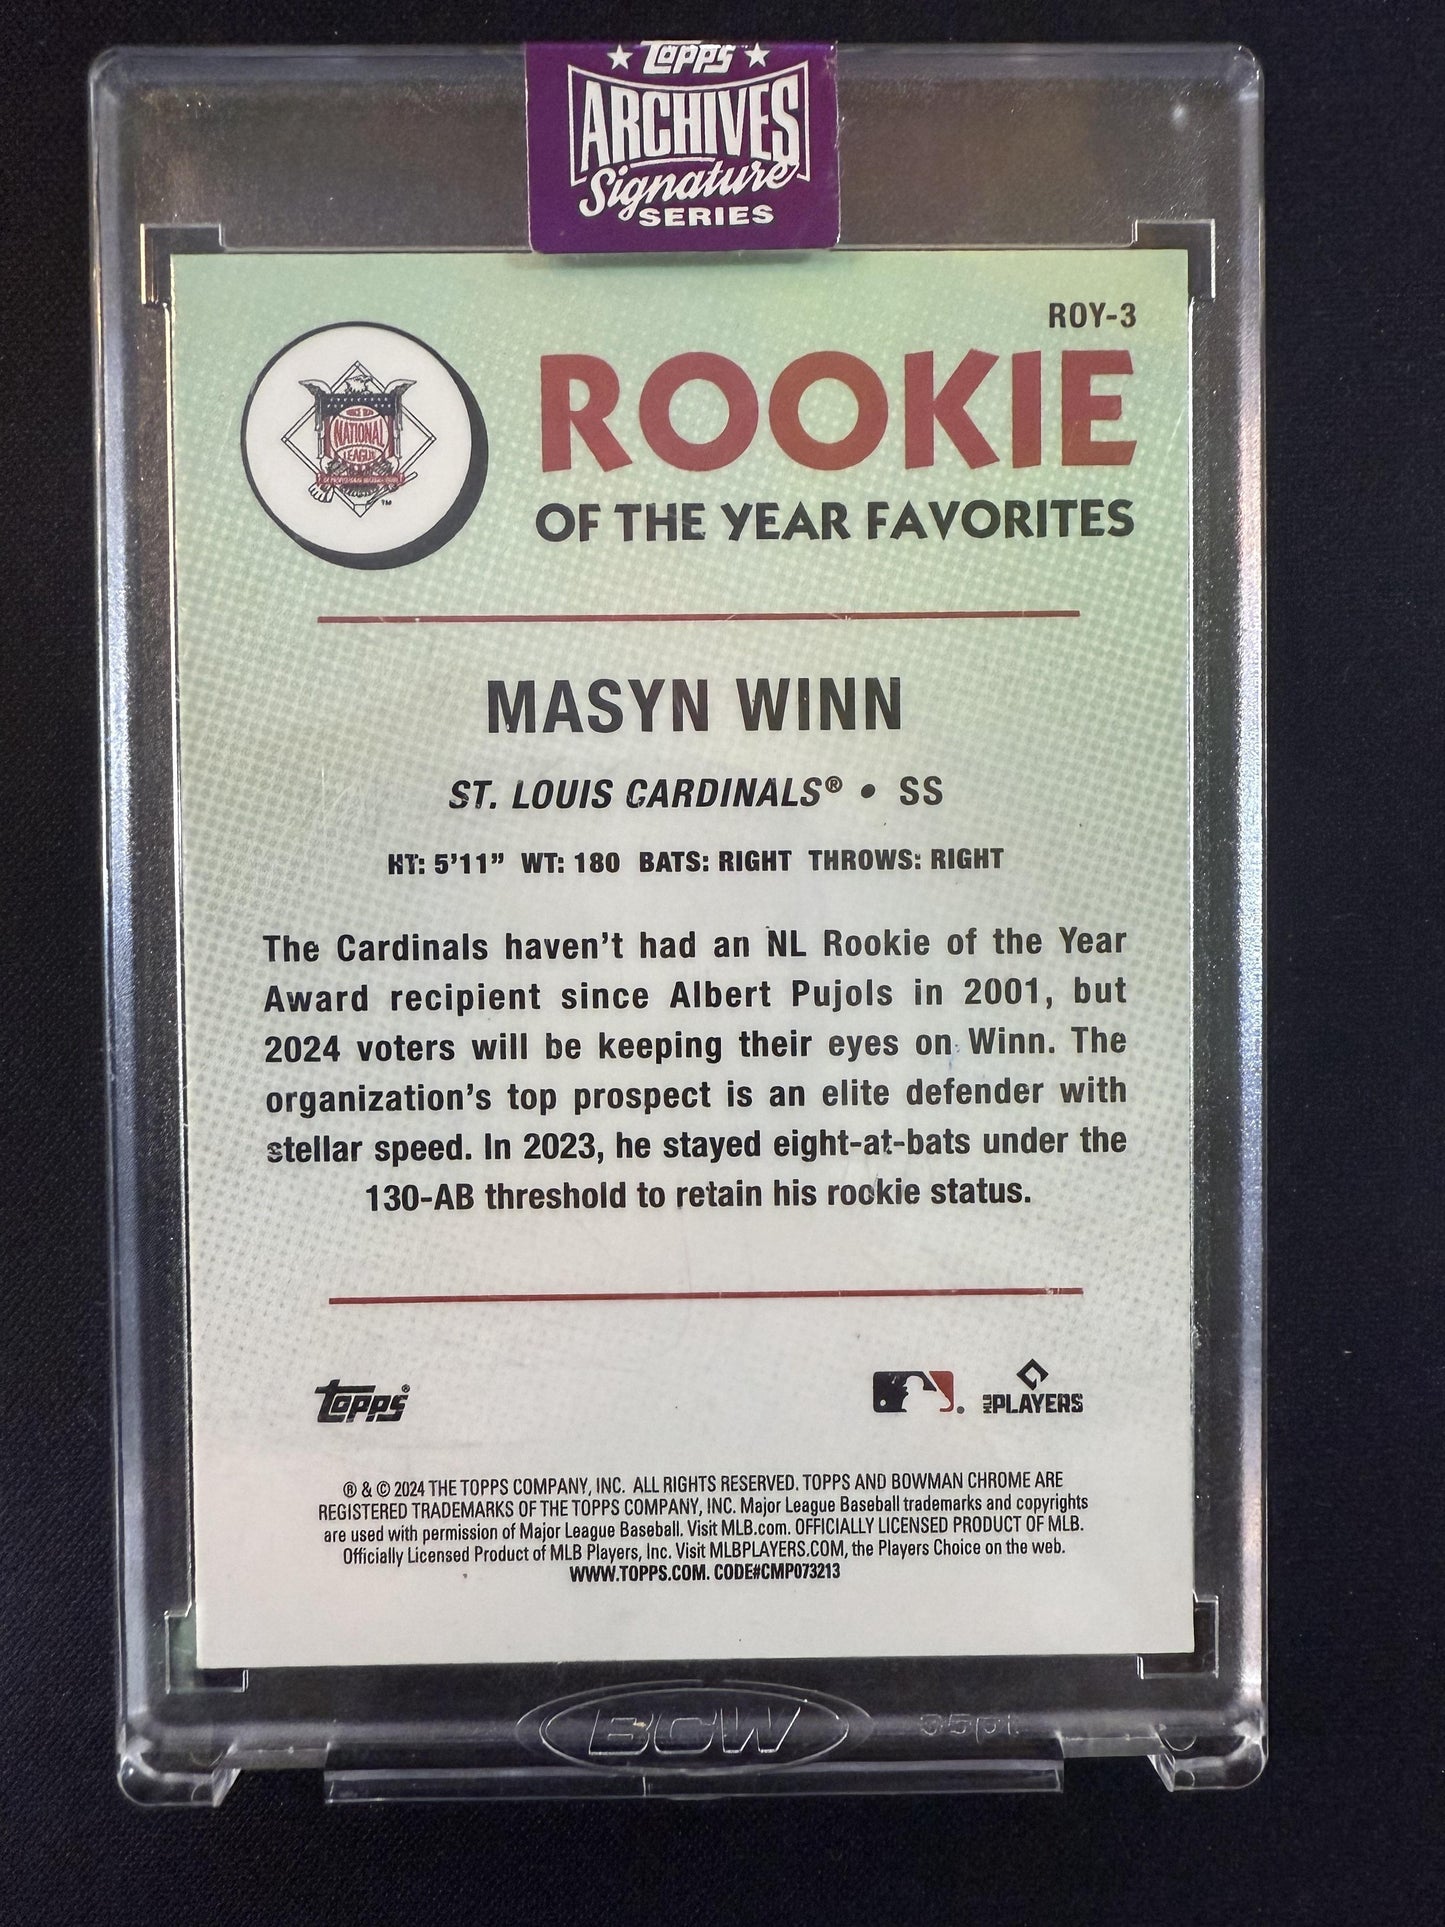 Topps
ARCHIVES
Signature
SERIES
ROY-3
NATIONAL
LEAGUE
TM
ROOKIE
OF THE YEAR FAVORITES
MASYN WINN
ST. LOUIS CARDINALS® • SS
HT: 5'11" WT: 180 BATS: RIGHT THROWS: RIGHT
The Cardinals haven't had an NL Rookie of the Year
Award recipient since Albert Pujols in 2001, but
2024 voters will be keeping their eyes on Winn. The
organization's top prospect is an elite defender with
stellar speed. In 2023, he stayed eight-at-bats under the
130-AB threshold to retain his rookie status.
Topps®
MLB PLAYERS
® & © 2024 THE TOPPS COMPANY, INC. ALL RIGHTS RESERVED. TOPPS AND BOWMAN CHROME ARE
REGISTERED TRADEMARKS OF THE TOPPS COMPANY, INC. Major League Baseball trademarks and copyrights
are used with permission of Major League Baseball. Visit MLB.com. OFFICIALLY LICENSED PRODUCT OF MLB.
Officially Licensed Product of MLB Players, Inc. Visit MLBPLAYERS.COM, the Players Choice on the web.
WWW.TOPPS.COM. CODE#CMP073213
BCW
35pt